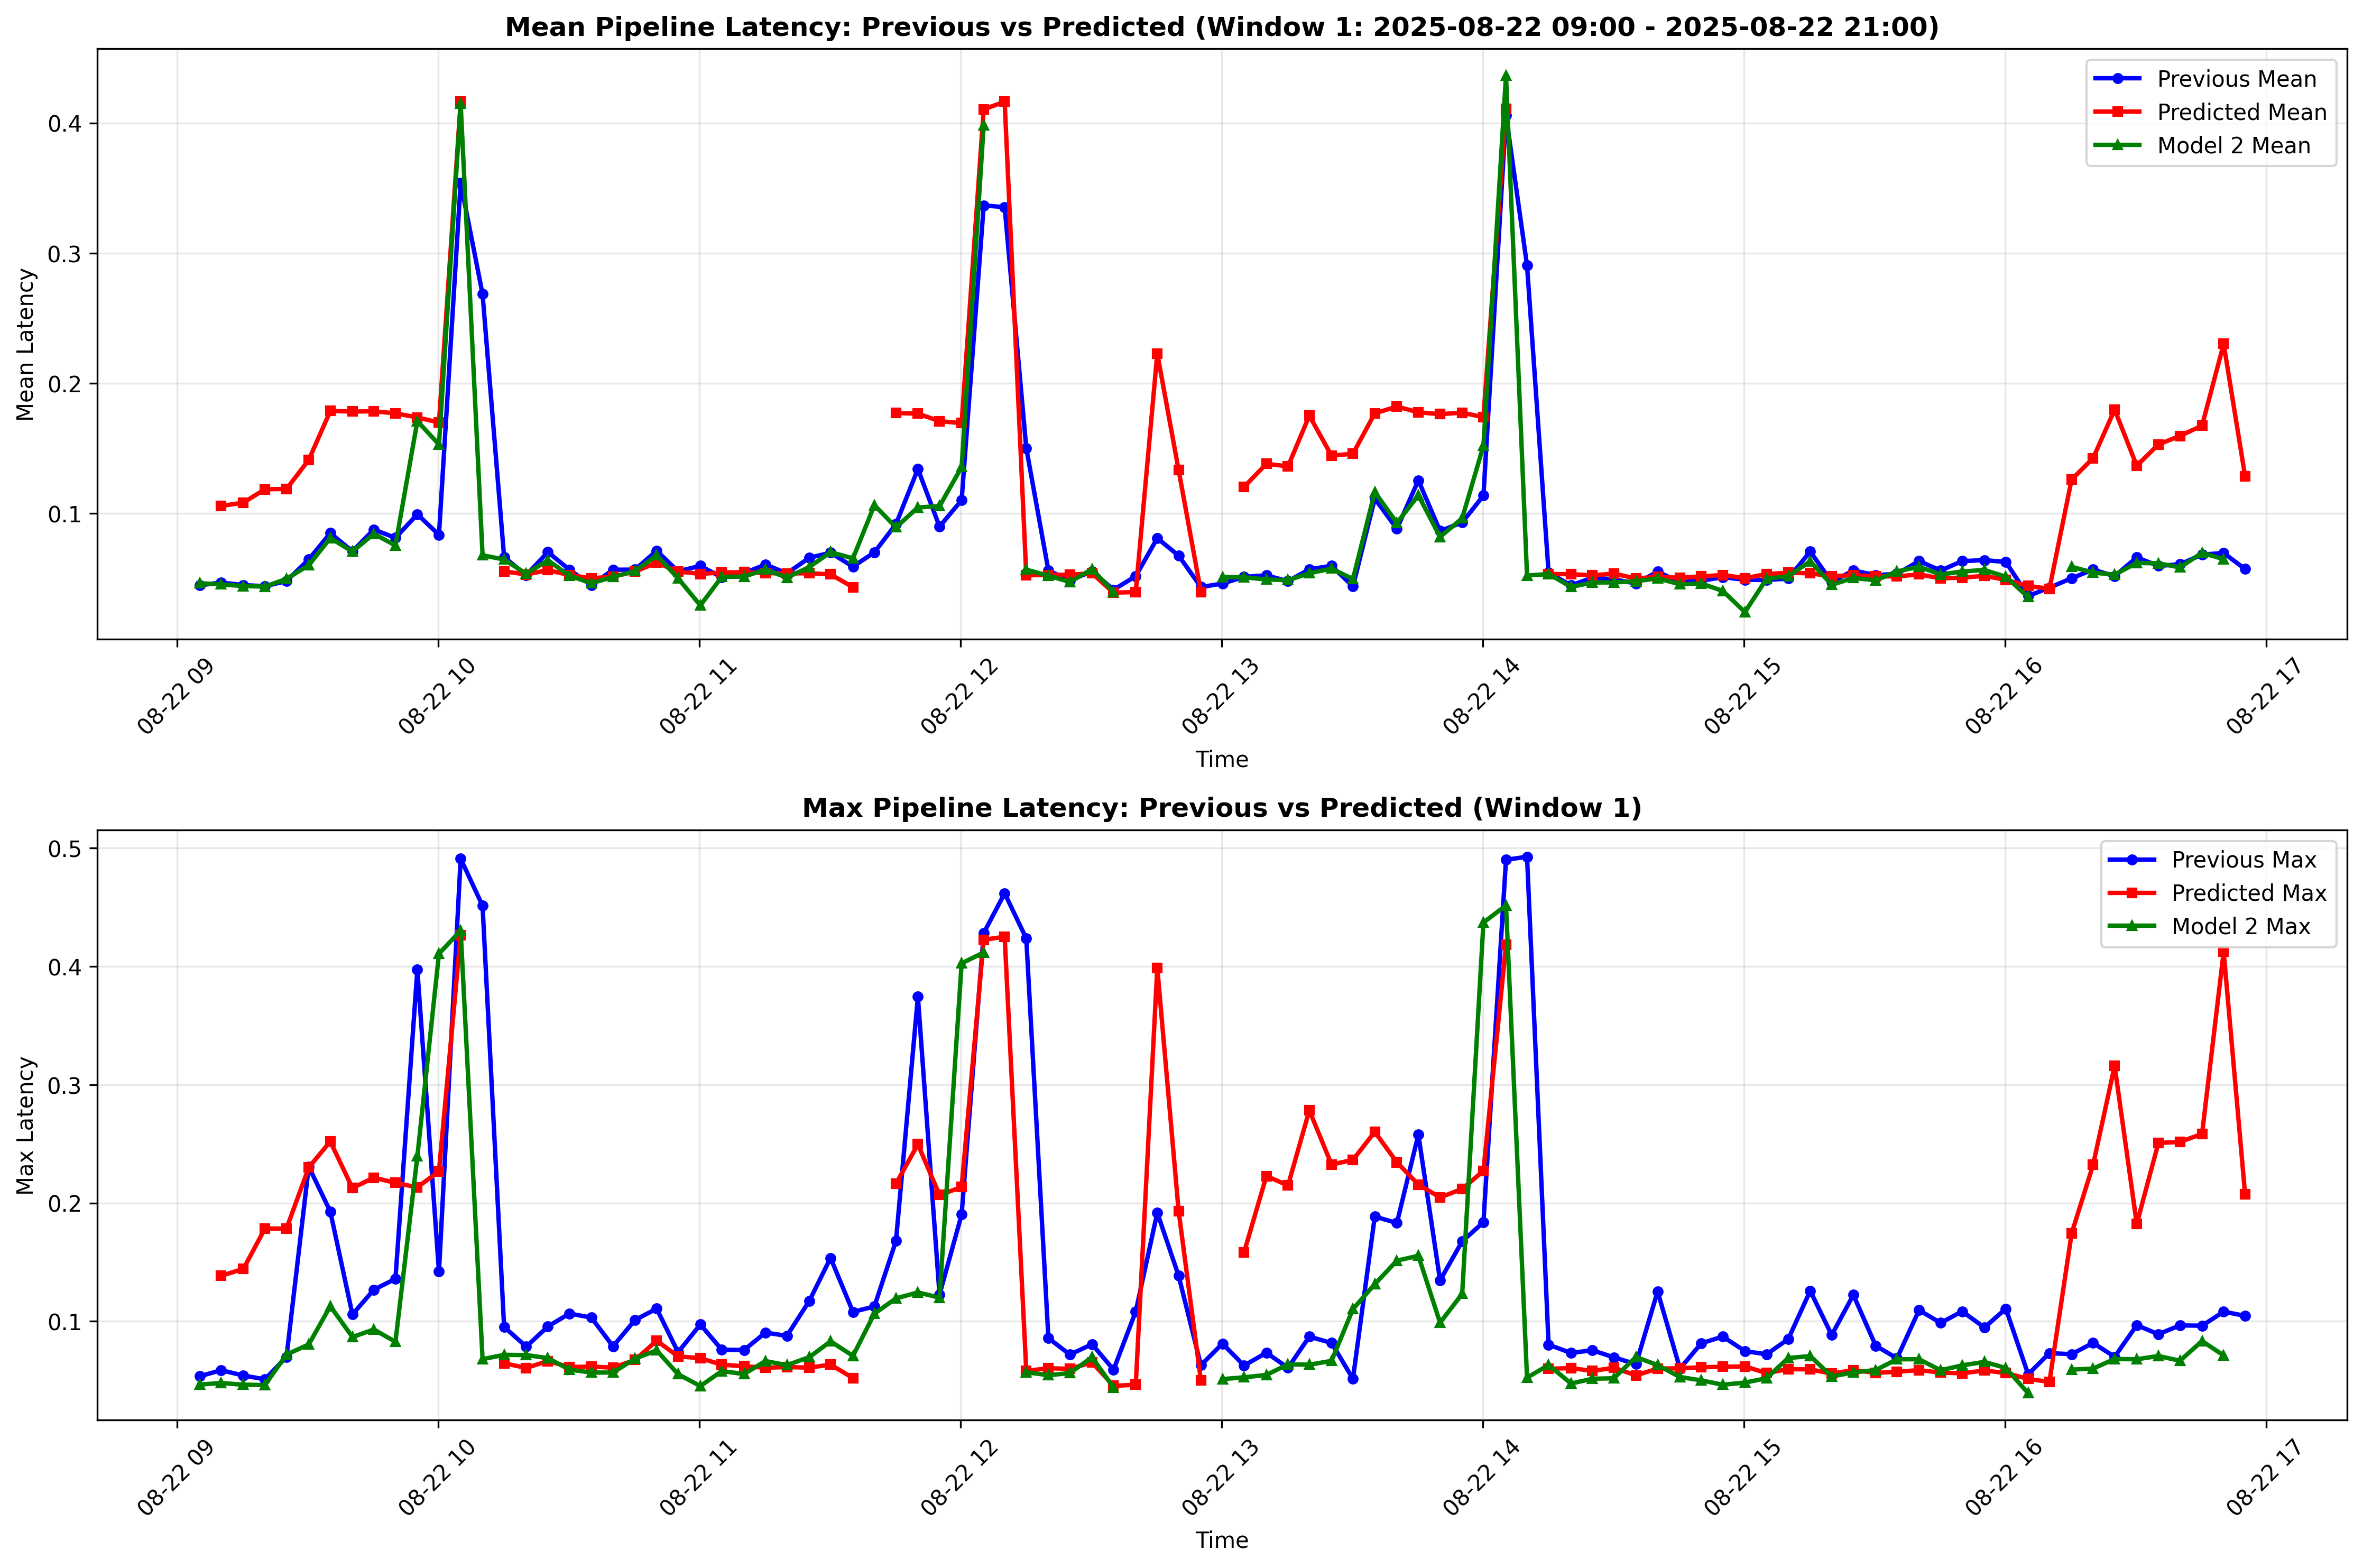 Mean Pipeline Latency: Previous vs Predicted (Window 1: 2025-08-22 09:00 - 2025-08-22 21:00)
Previous Mean
Predicted Mean
Model 2 Mean
Mean Latency
0.4
0.3
0.2
0.1
08-22 09
08-22 10
08-22 11
08-22 12
08-22 13
08-22 14
08-22 15
08-22 16
08-22 17
Time
Max Pipeline Latency: Previous vs Predicted (Window 1)
Previous Max
Predicted Max
Model 2 Max
Max Latency
0.5
0.4
0.3
0.2
0.1
08-22 09
08-22 10
08-22 11
08-22 12
08-22 13
08-22 14
08-22 15
08-22 16
08-22 17
Time